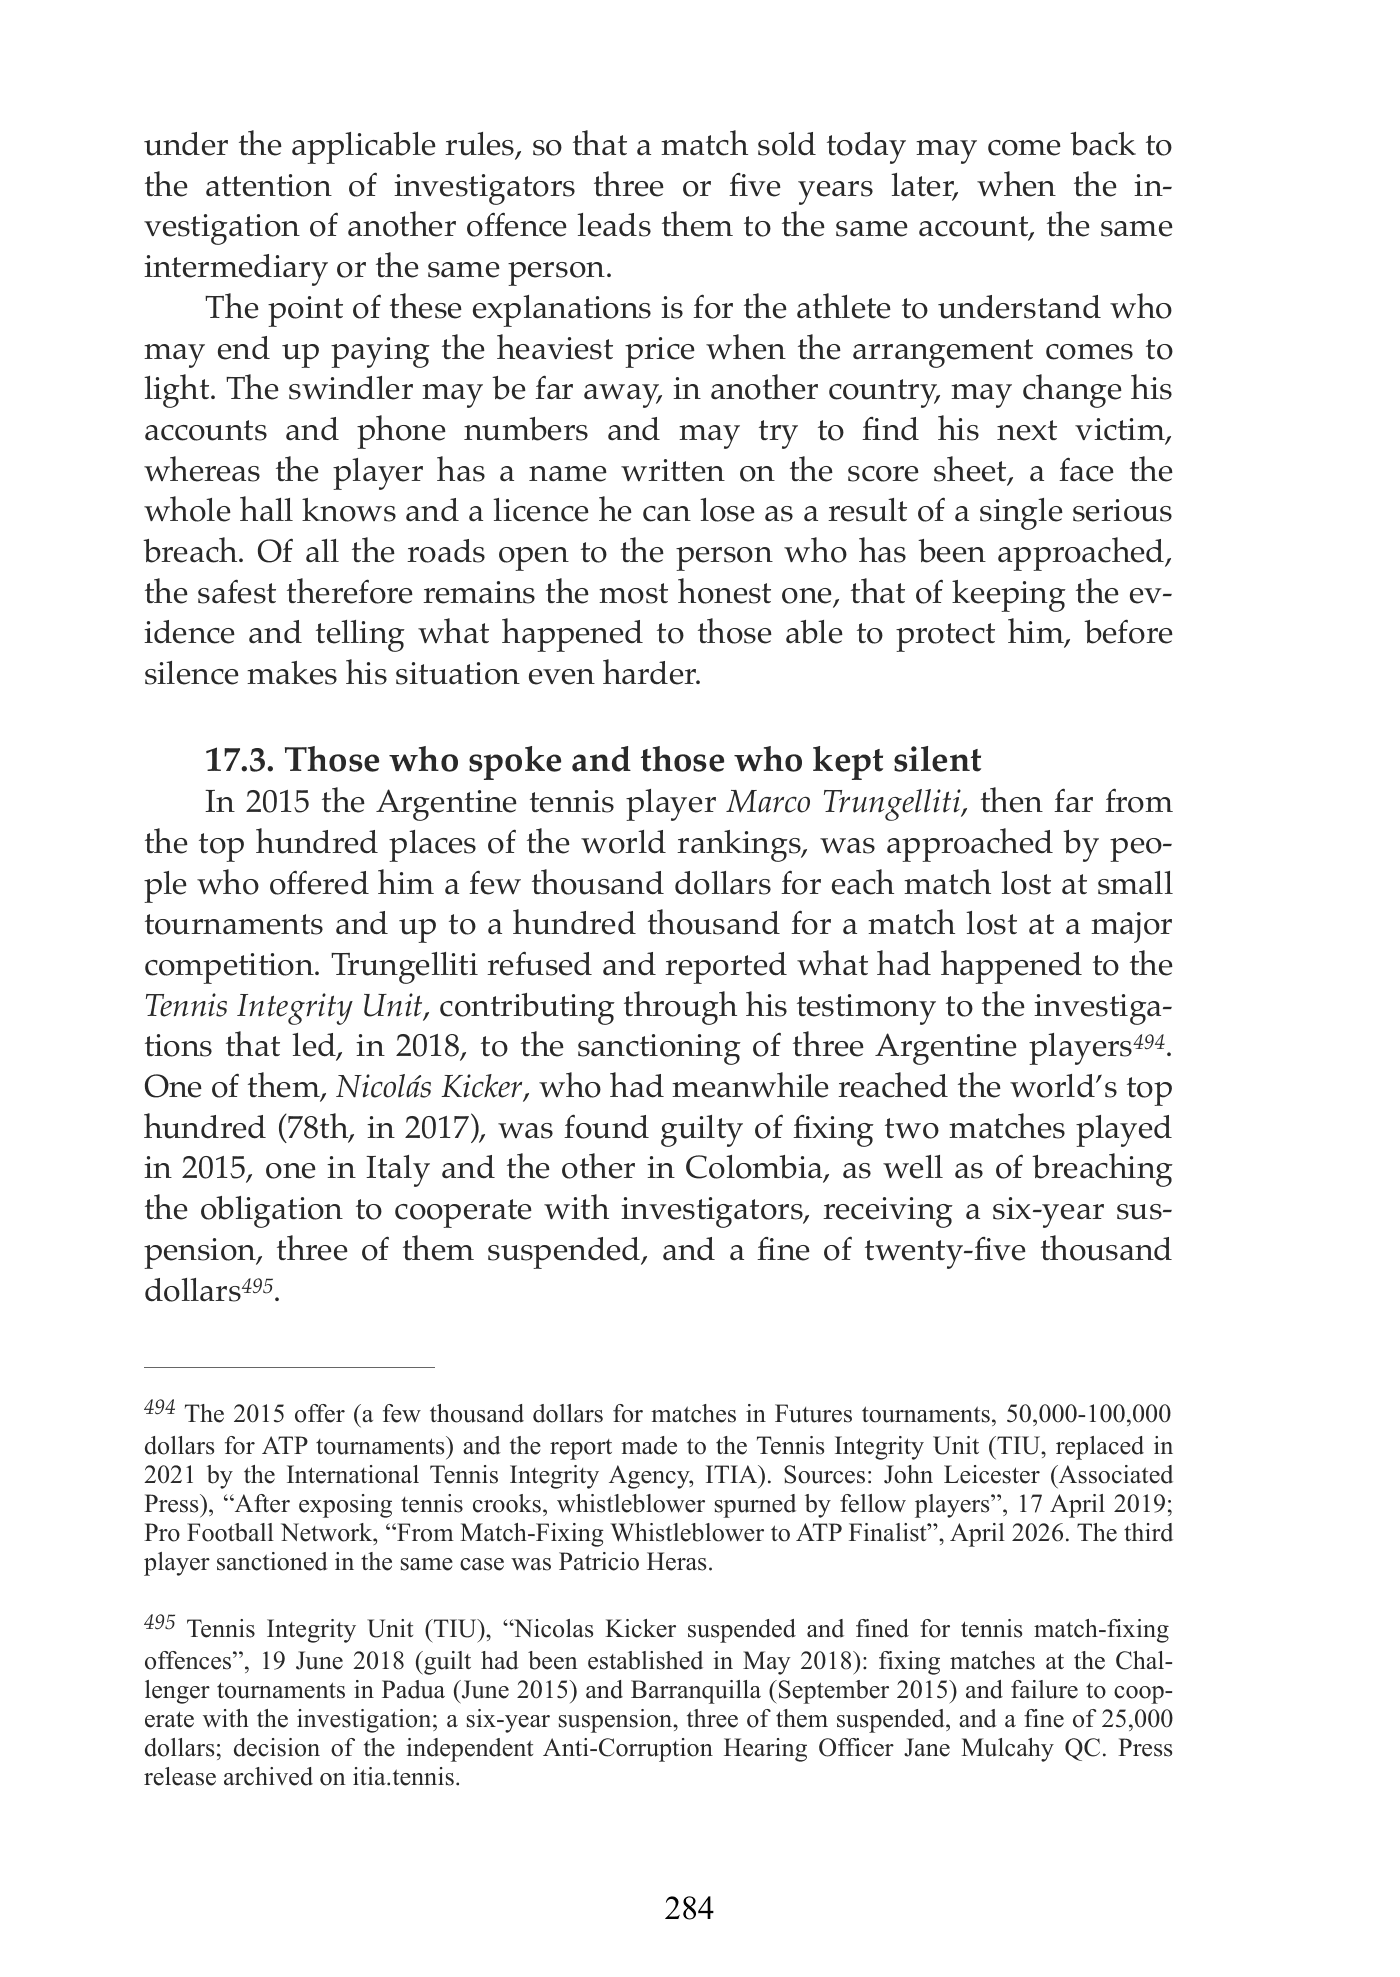 under the applicable rules, so that a match sold today may come back to
the attention of investigators three or five years later, when the in-
vestigation of another offence leads them to the same account, the same
intermediary or the same person.
The point of these explanations is for the athlete to understand who
may end up paying the heaviest price when the arrangement comes to
light. The swindler may be far away, in another country, may change his
accounts and phone numbers and may try to find his next victim,
whereas the player has a name written on the score sheet, a face the
whole hall knows and a licence he can lose as a result of a single serious
breach. Of all the roads open to the person who has been approached,
the safest therefore remains the most honest one, that of keeping the ev-
idence and telling what happened to those able to protect him, before
silence makes his situation even harder.
17.3. Those who spoke and those who kept silent
In 2015 the Argentine tennis player Marco Trungelliti, then far from
the top hundred places of the world rankings, was approached by peo-
ple who offered him a few thousand dollars for each match lost at small
tournaments and up to a hundred thousand for a match lost at a major
competition. Trungelliti refused and reported what had happened to the
Tennis Integrity Unit, contributing through his testimony to the investiga-
tions that led, in 2018, to the sanctioning of three Argentine players494.
One of them, Nicolás Kicker, who had meanwhile reached the world’s top
hundred (78th, in 2017), was found guilty of fixing two matches played
in 2015, one in Italy and the other in Colombia, as well as of breaching
the obligation to cooperate with investigators, receiving a six-year sus-
pension, three of them suspended, and a fine of twenty-five thousand
dollars495.
494 The 2015 offer (a few thousand dollars for matches in Futures tournaments, 50,000-100,000
dollars for ATP tournaments) and the report made to the Tennis Integrity Unit (TIU, replaced in
2021 by the International Tennis Integrity Agency, ITIA). Sources: John Leicester (Associated
Press), “After exposing tennis crooks, whistleblower spurned by fellow players”, 17 April 2019;
Pro Football Network, “From Match-Fixing Whistleblower to ATP Finalist”, April 2026. The third
player sanctioned in the same case was Patricio Heras.
495 Tennis Integrity Unit (TIU), “Nicolas Kicker suspended and fined for tennis match-fixing
offences”, 19 June 2018 (guilt had been established in May 2018): fixing matches at the Chal-
lenger tournaments in Padua (June 2015) and Barranquilla (September 2015) and failure to coop-
erate with the investigation; a six-year suspension, three of them suspended, and a fine of 25,000
dollars; decision of the independent Anti-Corruption Hearing Officer Jane Mulcahy QC. Press
release archived on itia.tennis.
284